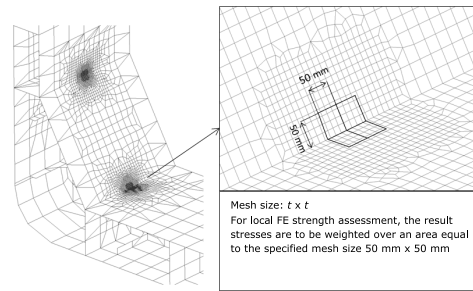 50 mm
50 mm
Mesh size: t x t
For local FE strength assessment, the result
stresses are to be weighted over an area equal
to the specified mesh size 50 mm x 50 mm